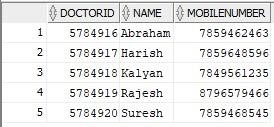 DOCTORID NAME MOBILENUMBER
1 5784916 Abraham 7859462463
2 5784917 Harish 7859648596
3 5784918 Kalyan 7849561235
4 5784919 Rajesh 8796579466
5 5784920 Suresh 7859468545